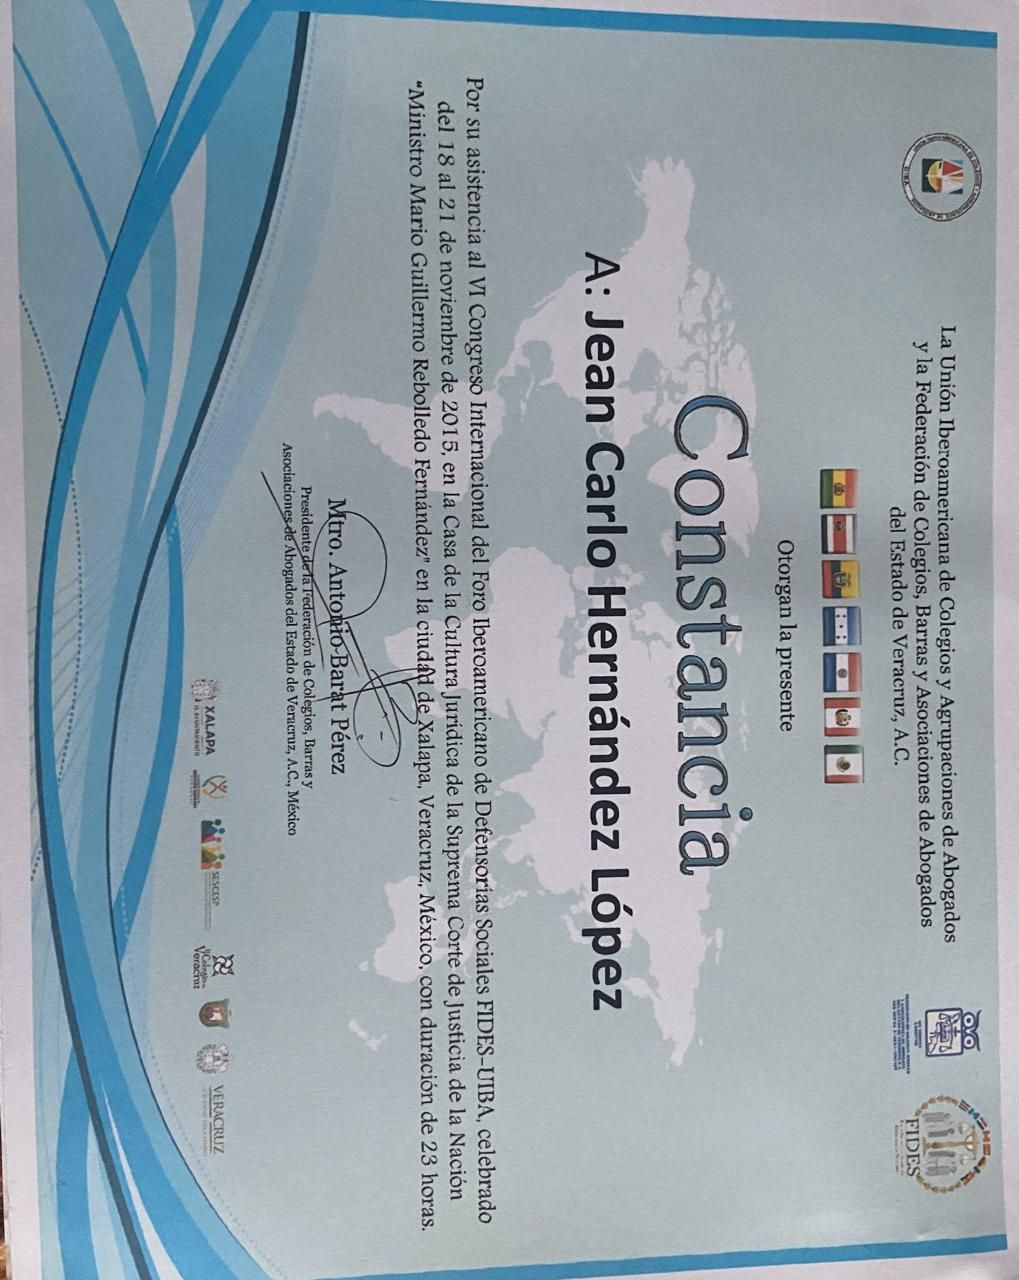 La Unión Iberoamericana de Colegios y Agrupaciones de Abogados
y la Federación de Colegios, Barras y Asociaciones de Abogados
del Estado de Veracruz, A.C.
FIDES
Otorgan la presente
Constancia
A: Jean Carlo Hernández López
Por su asistencia al VI Congreso Internacional del Foro Iberoamericano de Defensorías Sociales FIDES-UIBA, celebrado
del 18 al 21 de noviembre de 2015, en la Casa de la Cultura Jurídica de la Suprema Corte de Justicia de la Nación
“Ministro Mario Guillermo Rebolledo Fernández” en la ciudad de Xalapa, Veracruz, México, con duración de 23 horas.
Mtro. Antonio Barat Pérez
Presidente de la Federación de Colegios, Barras y
Asociaciones de Abogados del Estado de Veracruz, A.C., México
XALAPA
SESCESP
El Colegio de
Veracruz
VERACRUZ